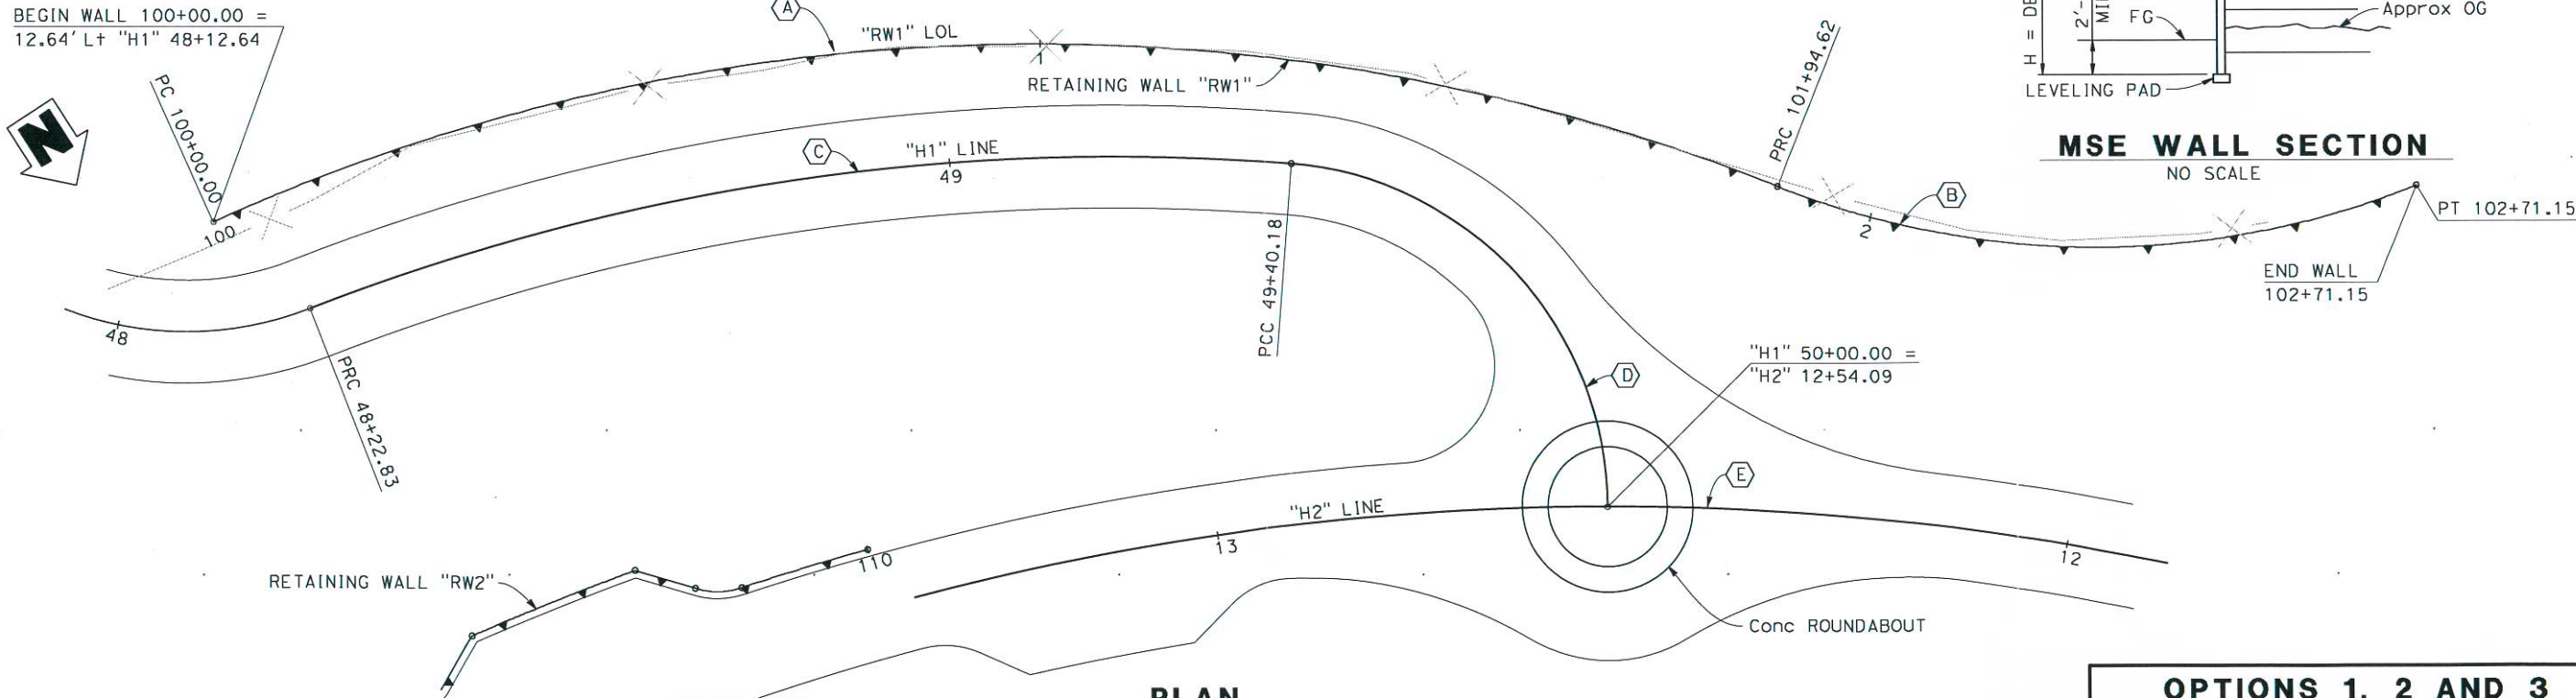 BEGIN WALL 100+00.00 =
12.64' Lt "H1" 48+12.64
A
"RW1" LOL
PRC 101+94.62
H = DE
2'-
MI
FG
Approx OG
LEVELING PAD
MSE WALL SECTION
NO SCALE
N
PC 100+00.00
1
RETAINING WALL "RW1"
C
"H1" LINE
49
100
B
2
PT 102+71.15
END WALL
102+71.15
48
PRC 48+22.83
PCC 49+40.18
"H1" 50+00.00 =
"H2" 12+54.09
D
E
"H2" LINE
13
12
110
RETAINING WALL "RW2"
Conc ROUNDABOUT
PLAN
OPTIONS 1, 2 AND 3